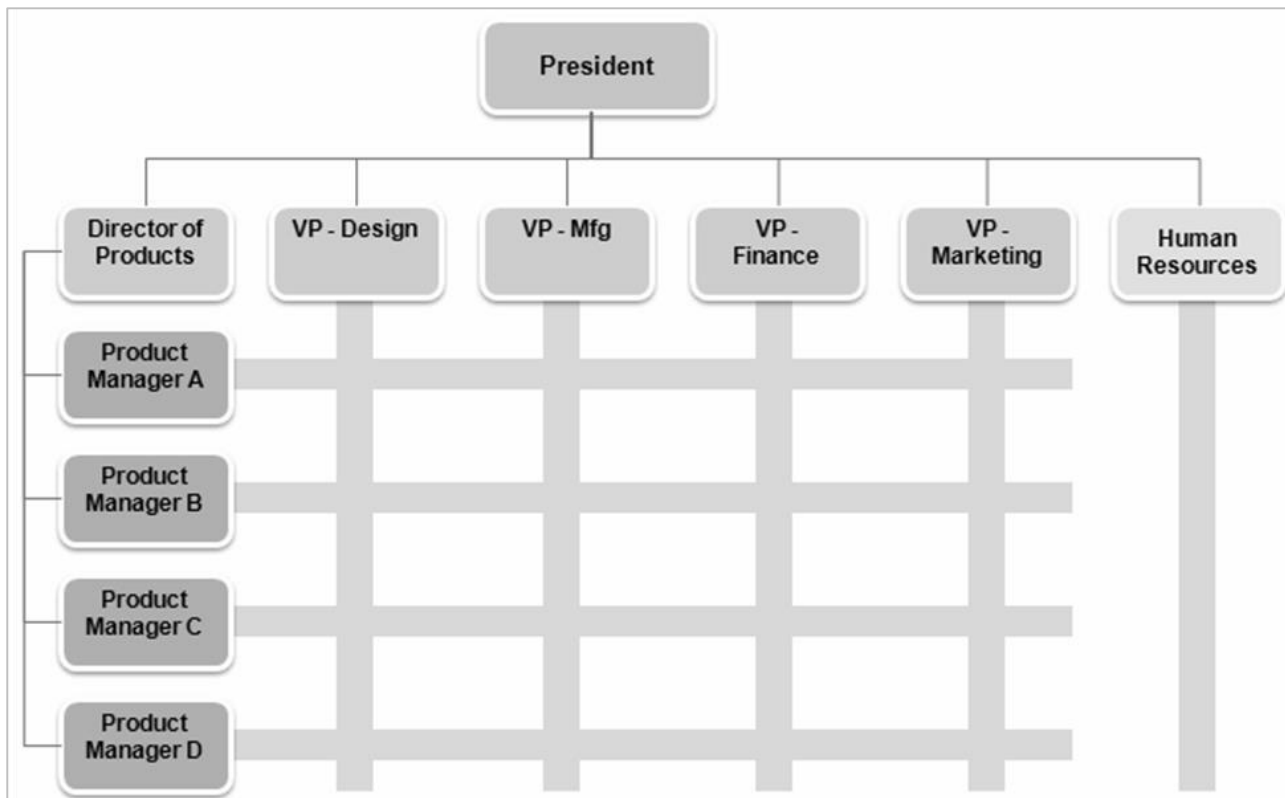 President
Director of
Products
VP - Design
VP - Mfg
VP -
Finance
VP -
Marketing
Human
Resources
Product
Manager A
Product
Manager B
Product
Manager C
Product
Manager D